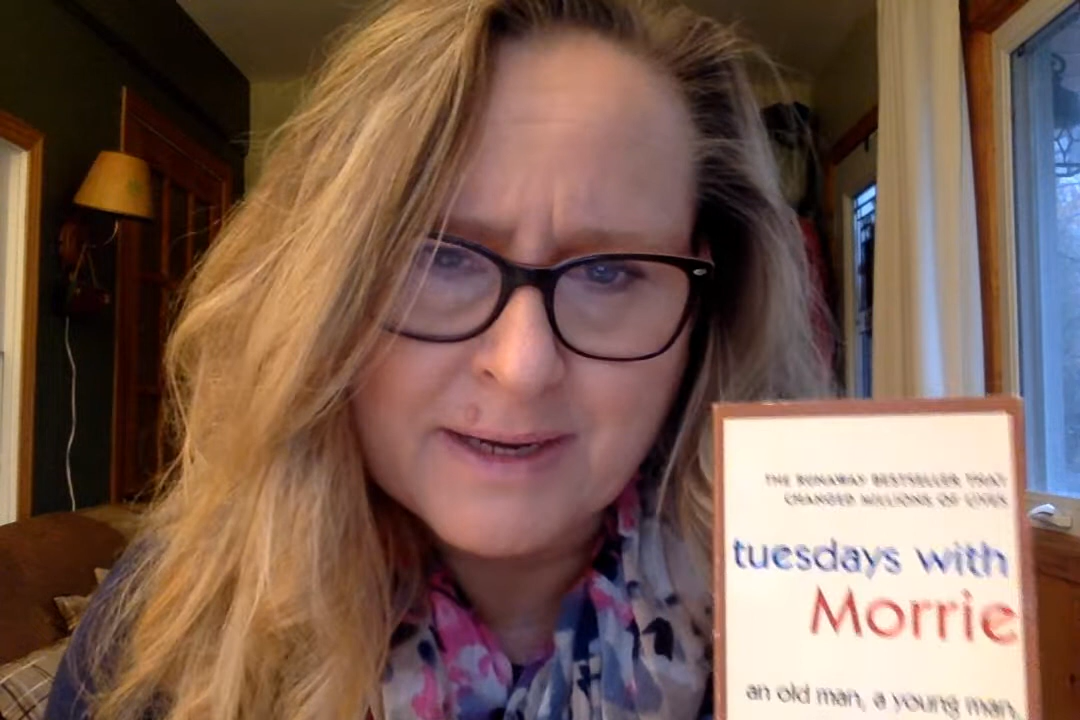 THE RUNAWAY BESTSELLER THAT
CHANGED MILLIONS OF LIVES
tuesdays with
Morrie
an old man, a young man,